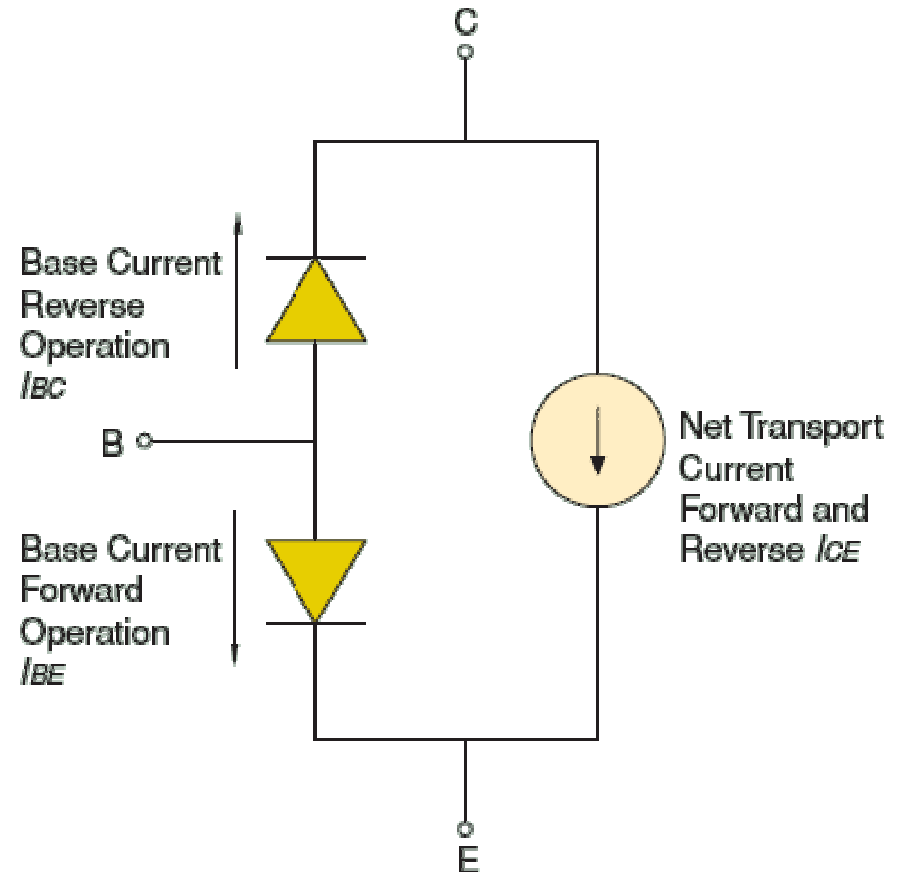 C
Base Current
Reverse
Operation
IBC
B
Net Transport
Current
Forward and
Reverse ICE
Base Current
Forward
Operation
IBE
E